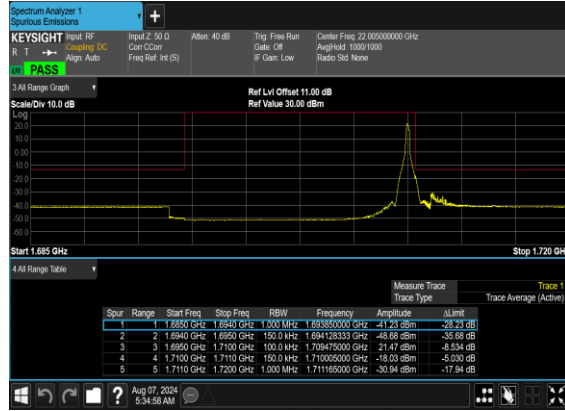 Spectrum Analyzer 1
Spurious Emissions
+
KEYSIGHT Input: RF Input Z: 50 Ω Atten: 40 dB Trig: Free Run Center Freq: 22.005000000 GHz
R T Coupling: DC Corr CCorr Gate: Off Avg|Hold: 1000/1000
Align: Auto Freq Ref: Int (S) IF Gain: Low Radio Std: None
PASS
3 All Range Graph
Ref Lvl Offset 11.00 dB
Scale/Div 10.0 dB Ref Value 30.00 dBm
Log
20.0
10.0
0.00
-10.0
-20.0
-30.0
-40.0
-50.0
-60.0
Start 1.685 GHz Stop 1.720 GH
4 All Range Table
Measure Trace Trace 1
Trace Type Trace Average (Active)
Spur Range Start Freq Stop Freq RBW Frequency Amplitude ΔLimit
1 1 1.6850 GHz 1.6940 GHz 1.000 MHz 1.693850000 GHz -41.23 dBm -28.23 dB
2 2 1.6940 GHz 1.6950 GHz 150.0 kHz 1.694128333 GHz -48.68 dBm -35.68 dB
3 3 1.6950 GHz 1.7100 GHz 100.0 kHz 1.709475000 GHz 21.47 dBm -8.534 dB
4 4 1.7100 GHz 1.7110 GHz 150.0 kHz 1.710005000 GHz -18.03 dBm -5.030 dB
5 5 1.7110 GHz 1.7200 GHz 1.000 MHz 1.711165000 GHz -30.94 dBm -17.94 dB
? Aug 07, 2024
5:34:58 AM